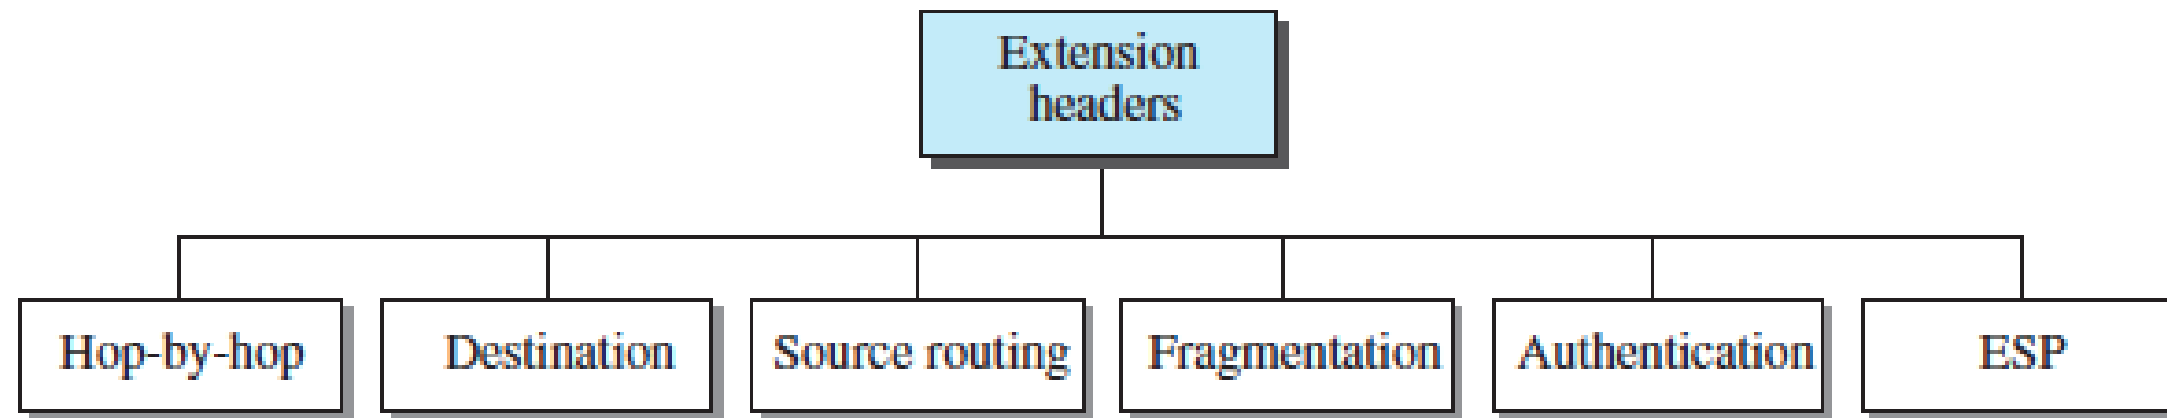 Extension
headers
Hop-by-hop
Destination
Source routing
Fragmentation
Authentication
ESP